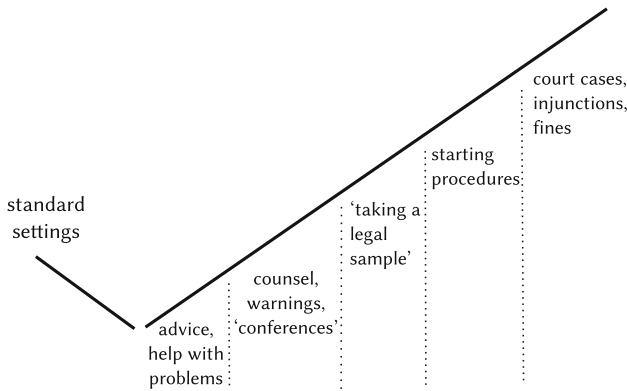 standard
settings
advice,
help with
problems
counsel,
warnings,
‘conferences’
‘taking a
legal
sample’
starting
procedures
court cases,
injunctions,
fines